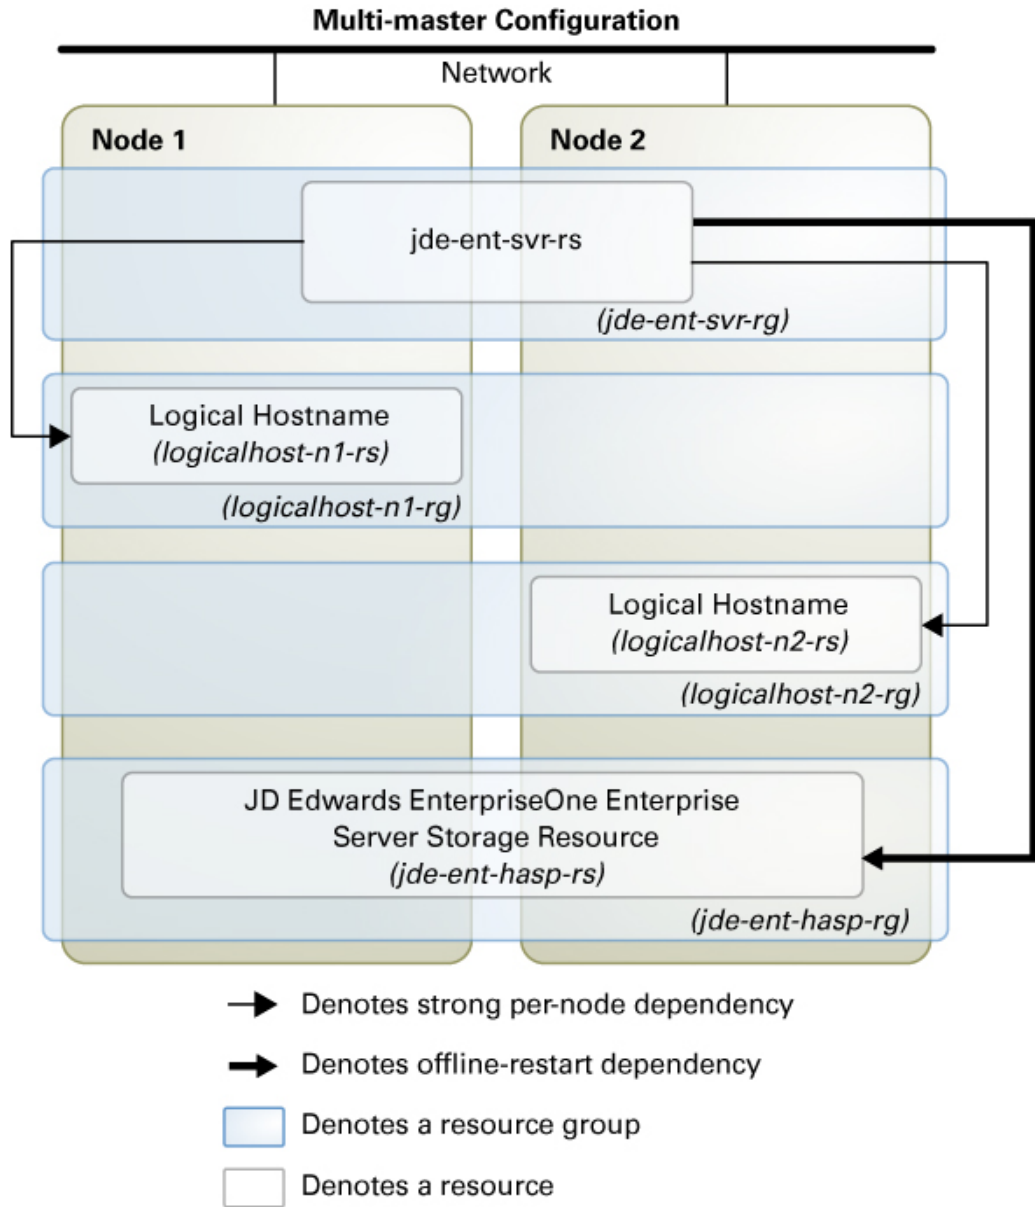 Multi-master Configuration
Network
Node 1
Node 2
jde-ent-svr-rs
(jde-ent-svr-rg)
Logical Hostname
(logicalhost-n1-rs)
(logicalhost-n1-rg)
Logical Hostname
(logicalhost-n2-rs)
(logicalhost-n2-rg)
JD Edwards EnterpriseOne Enterprise
Server Storage Resource
(jde-ent-hasp-rs)
(jde-ent-hasp-rg)
Denotes strong per-node dependency
Denotes offline-restart dependency
Denotes a resource group
Denotes a resource